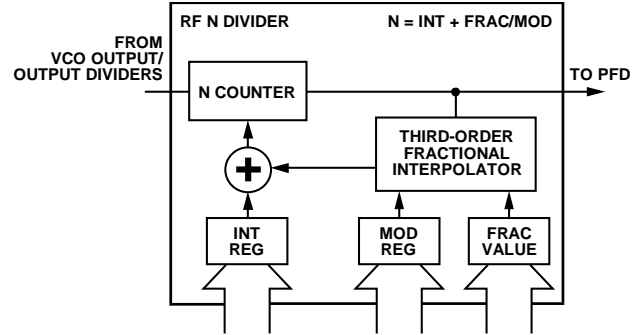 RF N DIVIDER
N = INT + FRAC/MOD
FROM
VCO OUTPUT/
OUTPUT DIVIDERS
N COUNTER
TO PFD
THIRD-ORDER
FRACTIONAL
INTERPOLATOR
+
INT
REG
MOD
REG
FRAC
VALUE